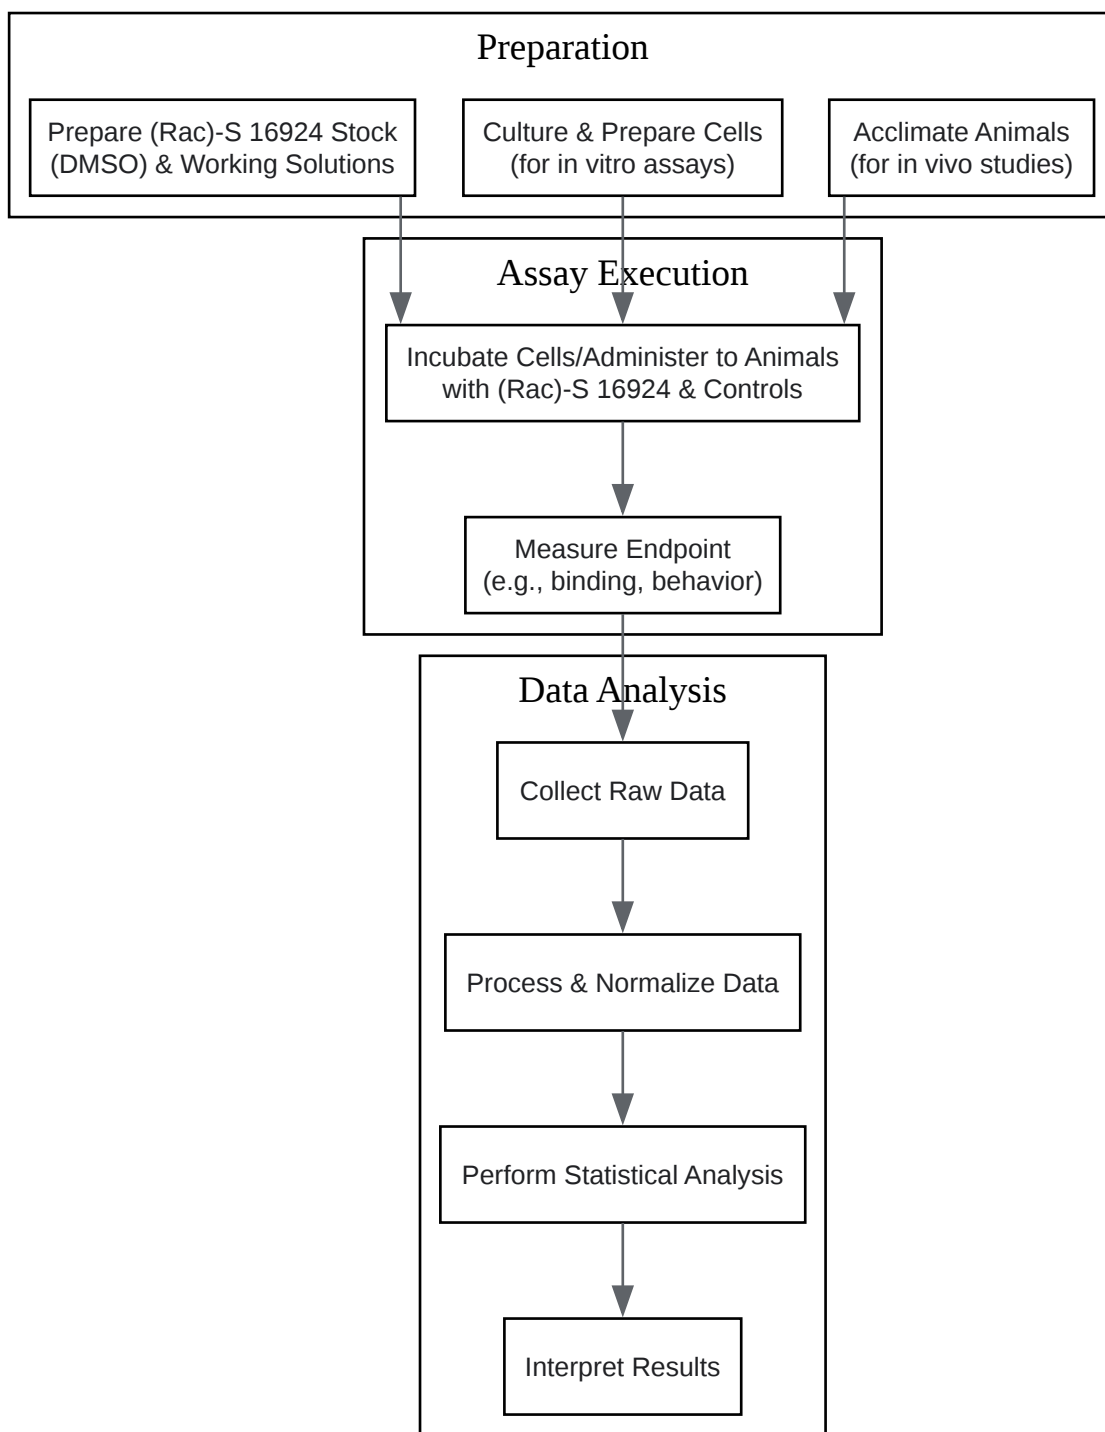 Preparation
Prepare (Rac)-S 16924 Stock
(DMSO) & Working Solutions
Culture & Prepare Cells
(for in vitro assays)
Acclimate Animals
(for in vivo studies)
Assay Execution
Incubate Cells/Administer to Animals
with (Rac)-S 16924 & Controls
Measure Endpoint
(e.g., binding, behavior)
Data Analysis
Collect Raw Data
Process & Normalize Data
Perform Statistical Analysis
Interpret Results